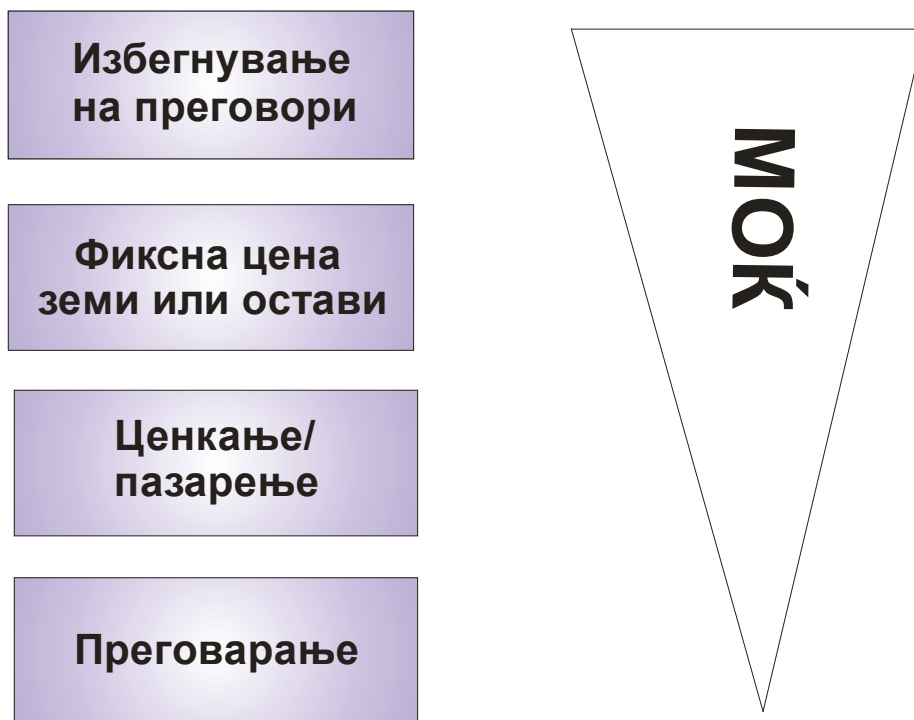 Избегнување
на преговори
Фиксна цена
земи или остави
Ценкање/
пазарење
Преговарање
МОЌ